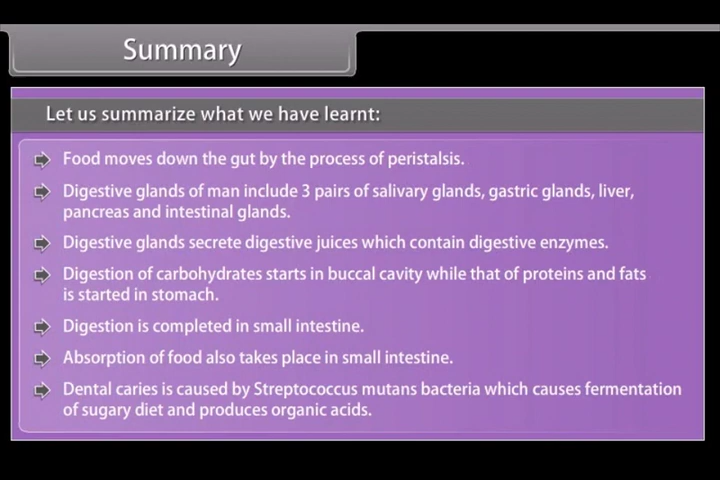 Summary
Let us summarize what we have learnt:
Food moves down the gut by the process of peristalsis.
Digestive glands of man include 3 pairs of salivary glands, gastric glands, liver,
pancreas and intestinal glands.
Digestive glands secrete digestive juices which contain digestive enzymes.
Digestion of carbohydrates starts in buccal cavity while that of proteins and fats
is started in stomach.
Digestion is completed in small intestine.
Absorption of food also takes place in small intestine.
Dental caries is caused by Streptococcus mutans bacteria which causes fermentation
of sugary diet and produces organic acids.